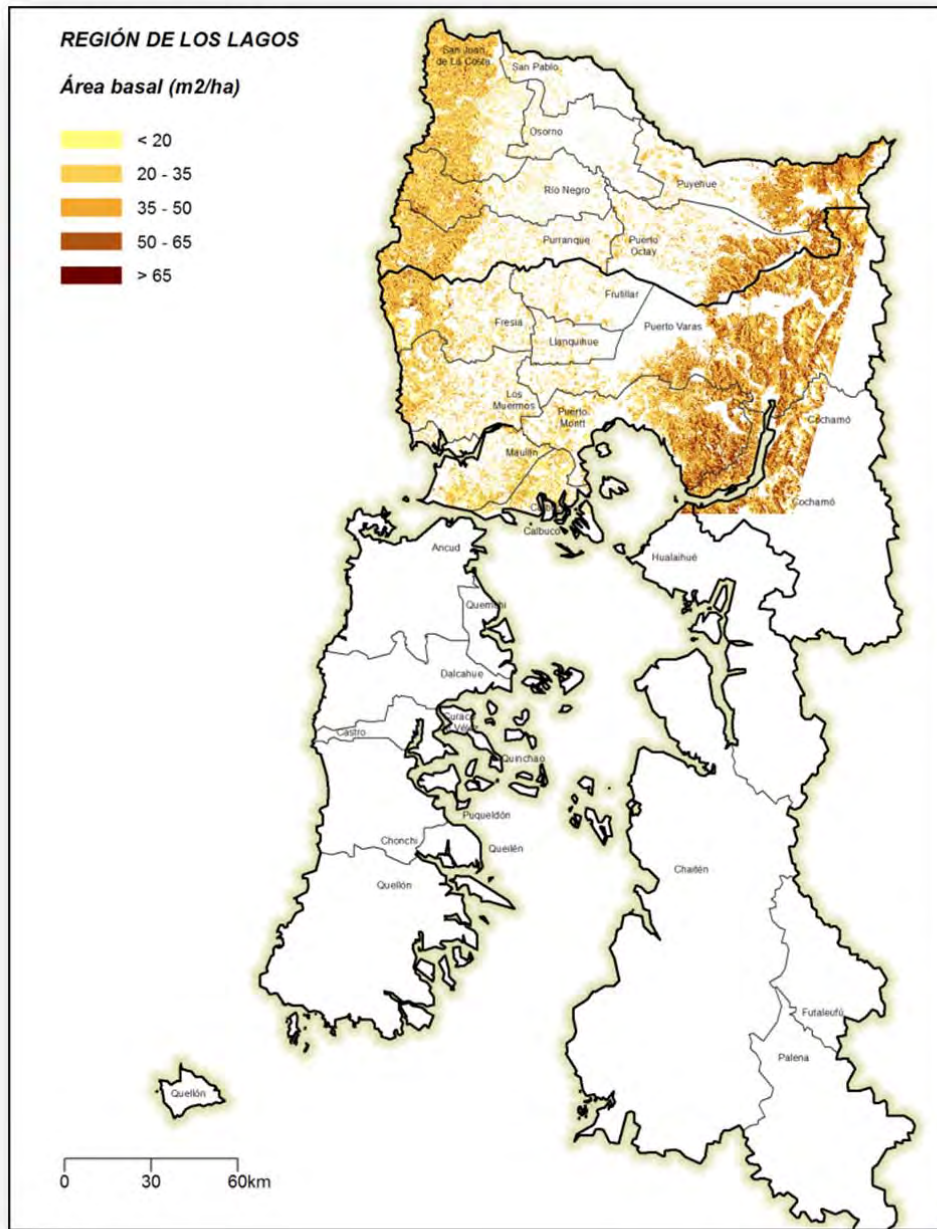 REGIÓN DE LOS LAGOS
Área basal (m2/ha)
< 20
20 - 35
35 - 50
50 - 65
> 65
San Juan
de La Costa
San Pablo
Osorno
Río Negro
Puyehue
Purranque
Puerto
Octay
Frutillar
Fresia
Puerto Varas
Llanquihue
Los
Muermos
Puerto
Montt
Cochamó
Maullín
Cochamó
Calbuco
Ancud
Hualaihué
Quemchi
Dalcahue
Castro
Quinchao
Puqueldón
Chonchi
Queilén
Chaitén
Quellón
Futaleufú
Palena
Quellón
0 30 60km